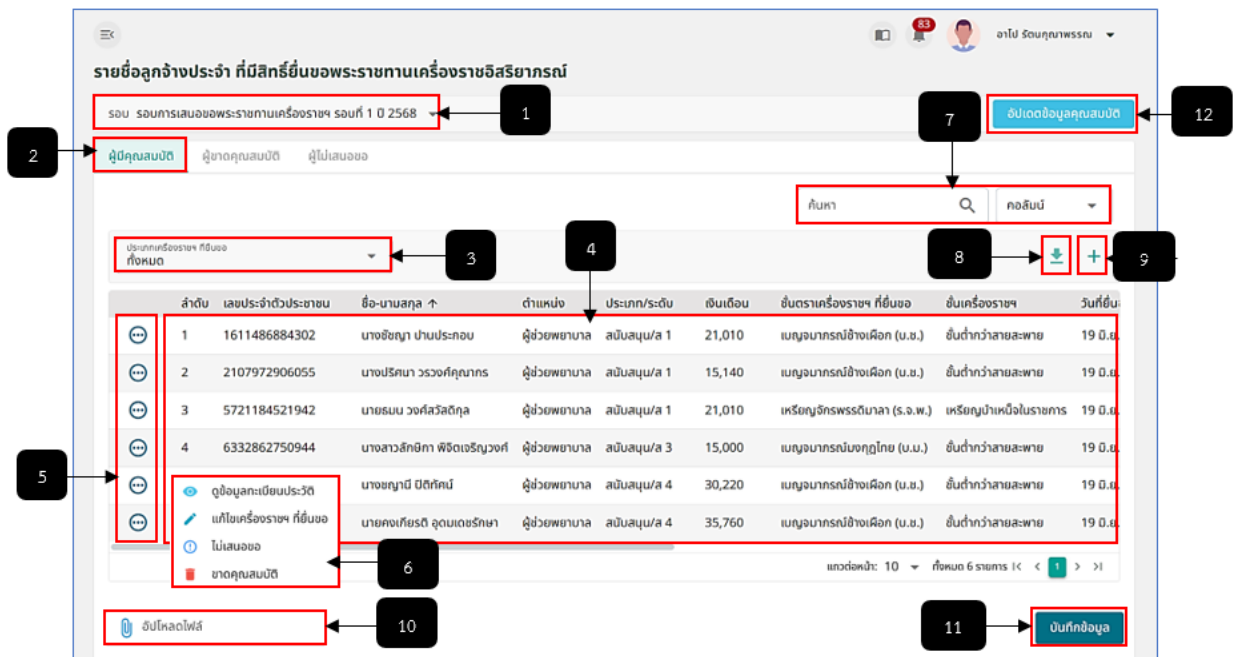 83
อาไป รัตนกุณาพรรณ
รายชื่อลูกจ้างประจำ ที่มีสิทธิ์ยื่นขอพระราชทานเครื่องราชอิสริยาภรณ์
รอบ รอบการเสนอขอพระราชทานเครื่องราชฯ รอบที่ 1 ปี 2568
1
7
อัปเดตข้อมูลคุณสมบัติ
12
2
ผู้มีคุณสมบัติ ผู้ขาดคุณสมบัติ ผู้ไม่เสนอขอ
ค้นหา
คอลัมน์
ประเภทเครื่องราชฯ ที่ยื่นขอ
ทั้งหมด
3
4
8
9
ลำดับ เลขประจำตัวประชาชน ชื่อ-นามสกุล ↑ ตำแหน่ง ประเภท/ระดับ เงินเดือน ชั้นตราเครื่องราชฯ ที่ยื่นขอ ชั้นเครื่องราชฯ วันที่ยื่น
1 1611486884302 นางชัชญา ปานประกอบ ผู้ช่วยพยาบาล สนับสนุน/ส 1 21,010 เบญจมาภรณ์ช้างเผือก (บ.ช.) ชั้นต่ำกว่าสายสะพาย 19 มิ.ย.
2 2107972906055 นางปริศนา วรวงศ์คุณากร ผู้ช่วยพยาบาล สนับสนุน/ส 1 15,140 เบญจมาภรณ์ช้างเผือก (บ.ช.) ชั้นต่ำกว่าสายสะพาย 19 มิ.ย.
3 5721184521942 นายธมน วงศ์สวัสดิกุล ผู้ช่วยพยาบาล สนับสนุน/ส 1 21,010 เหรียญจักรพรรดิมาลา (ร.จ.พ.) เหรียญบำเหน็จในราชการ 19 มิ.ย.
4 6332862750944 นางสาวลักษิกา พิจิตเจริญวงศ์ ผู้ช่วยพยาบาล สนับสนุน/ส 3 15,000 เบญจมาภรณ์มงกุฎไทย (บ.ม.) ชั้นต่ำกว่าสายสะพาย 19 มิ.ย.
5
ดูข้อมูลทะเบียนประวัติ
นางชญานี ปิติทัศน์ ผู้ช่วยพยาบาล สนับสนุน/ส 4 30,220 เบญจมาภรณ์ช้างเผือก (บ.ช.) ชั้นต่ำกว่าสายสะพาย 19 มิ.ย.
แก้ไขเครื่องราชฯ ที่ยื่นขอ
นายคงเกียรติ อุดมเดชรักษา ผู้ช่วยพยาบาล สนับสนุน/ส 4 35,760 เบญจมาภรณ์ช้างเผือก (บ.ช.) ชั้นต่ำกว่าสายสะพาย 19 มิ.ย.
ไม่เสนอขอ
ขาดคุณสมบัติ
6
แถวต่อหน้า: 10 ทั้งหมด 6 รายการ 1
อัปโหลดไฟล์
10
11
บันทึกข้อมูล